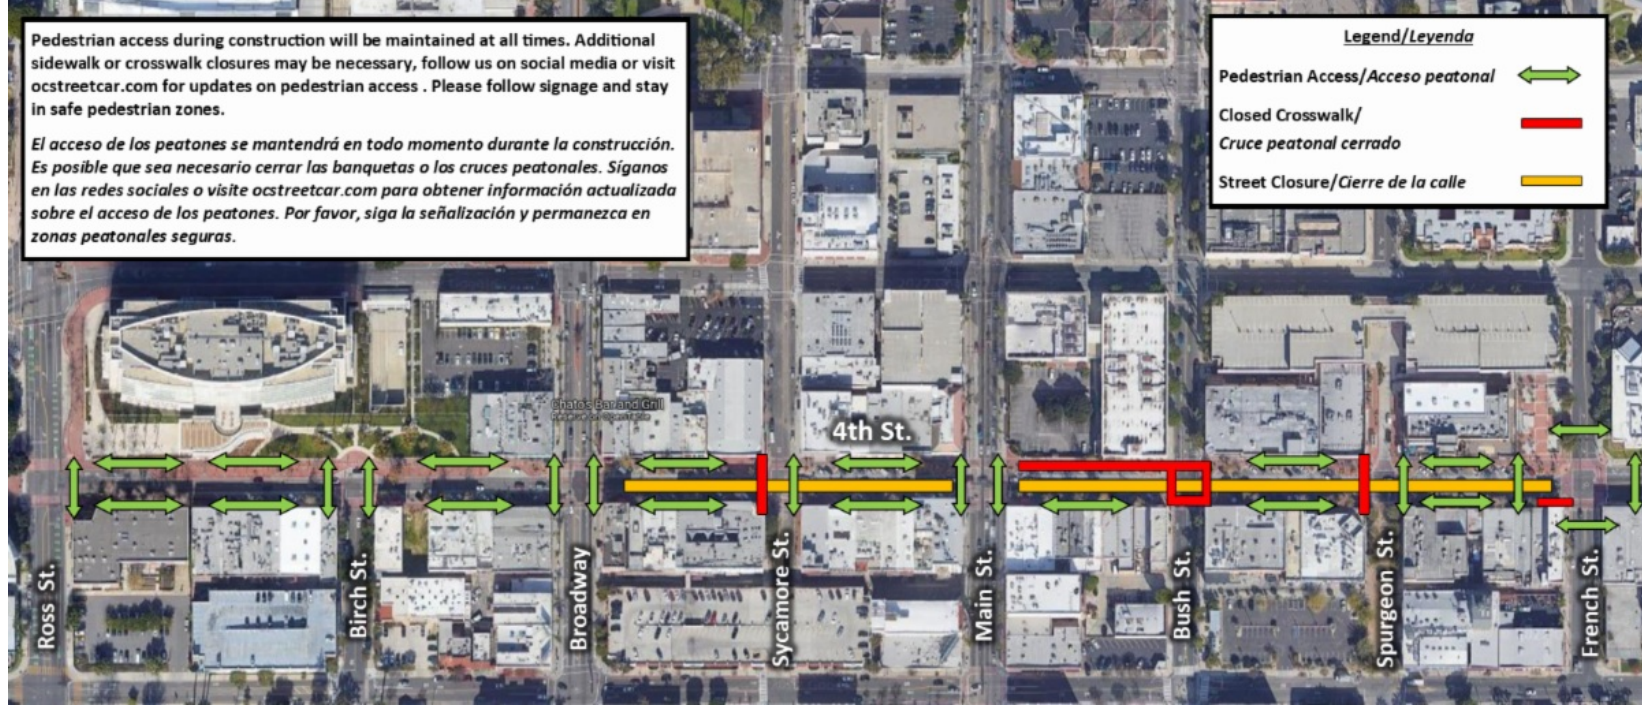 Pedestrian access during construction will be maintained at all times. Additional
sidewalk or crosswalk closures may be necessary, follow us on social media or visit
ocstreetcar.com for updates on pedestrian access . Please follow signage and stay
in safe pedestrian zones.
El acceso de los peatones se mantendrá en todo momento durante la construcción.
Es posible que sea necesario cerrar las banquetas o los cruces peatonales. Síganos
en las redes sociales o visite ocstreetcar.com para obtener información actualizada
sobre el acceso de los peatones. Por favor, siga la señalización y permanezca en
zonas peatonales seguras.
Legend/Leyenda
Pedestrian Access/Acceso peatonal
Closed Crosswalk/
Cruce peatonal cerrado
Street Closure/Cierre de la calle
Chato's Bar and Grill
4th St.
Ross St.
Birch St.
Broadway
Sycamore St.
Main St.
Bush St.
Spurgeon St.
French St.